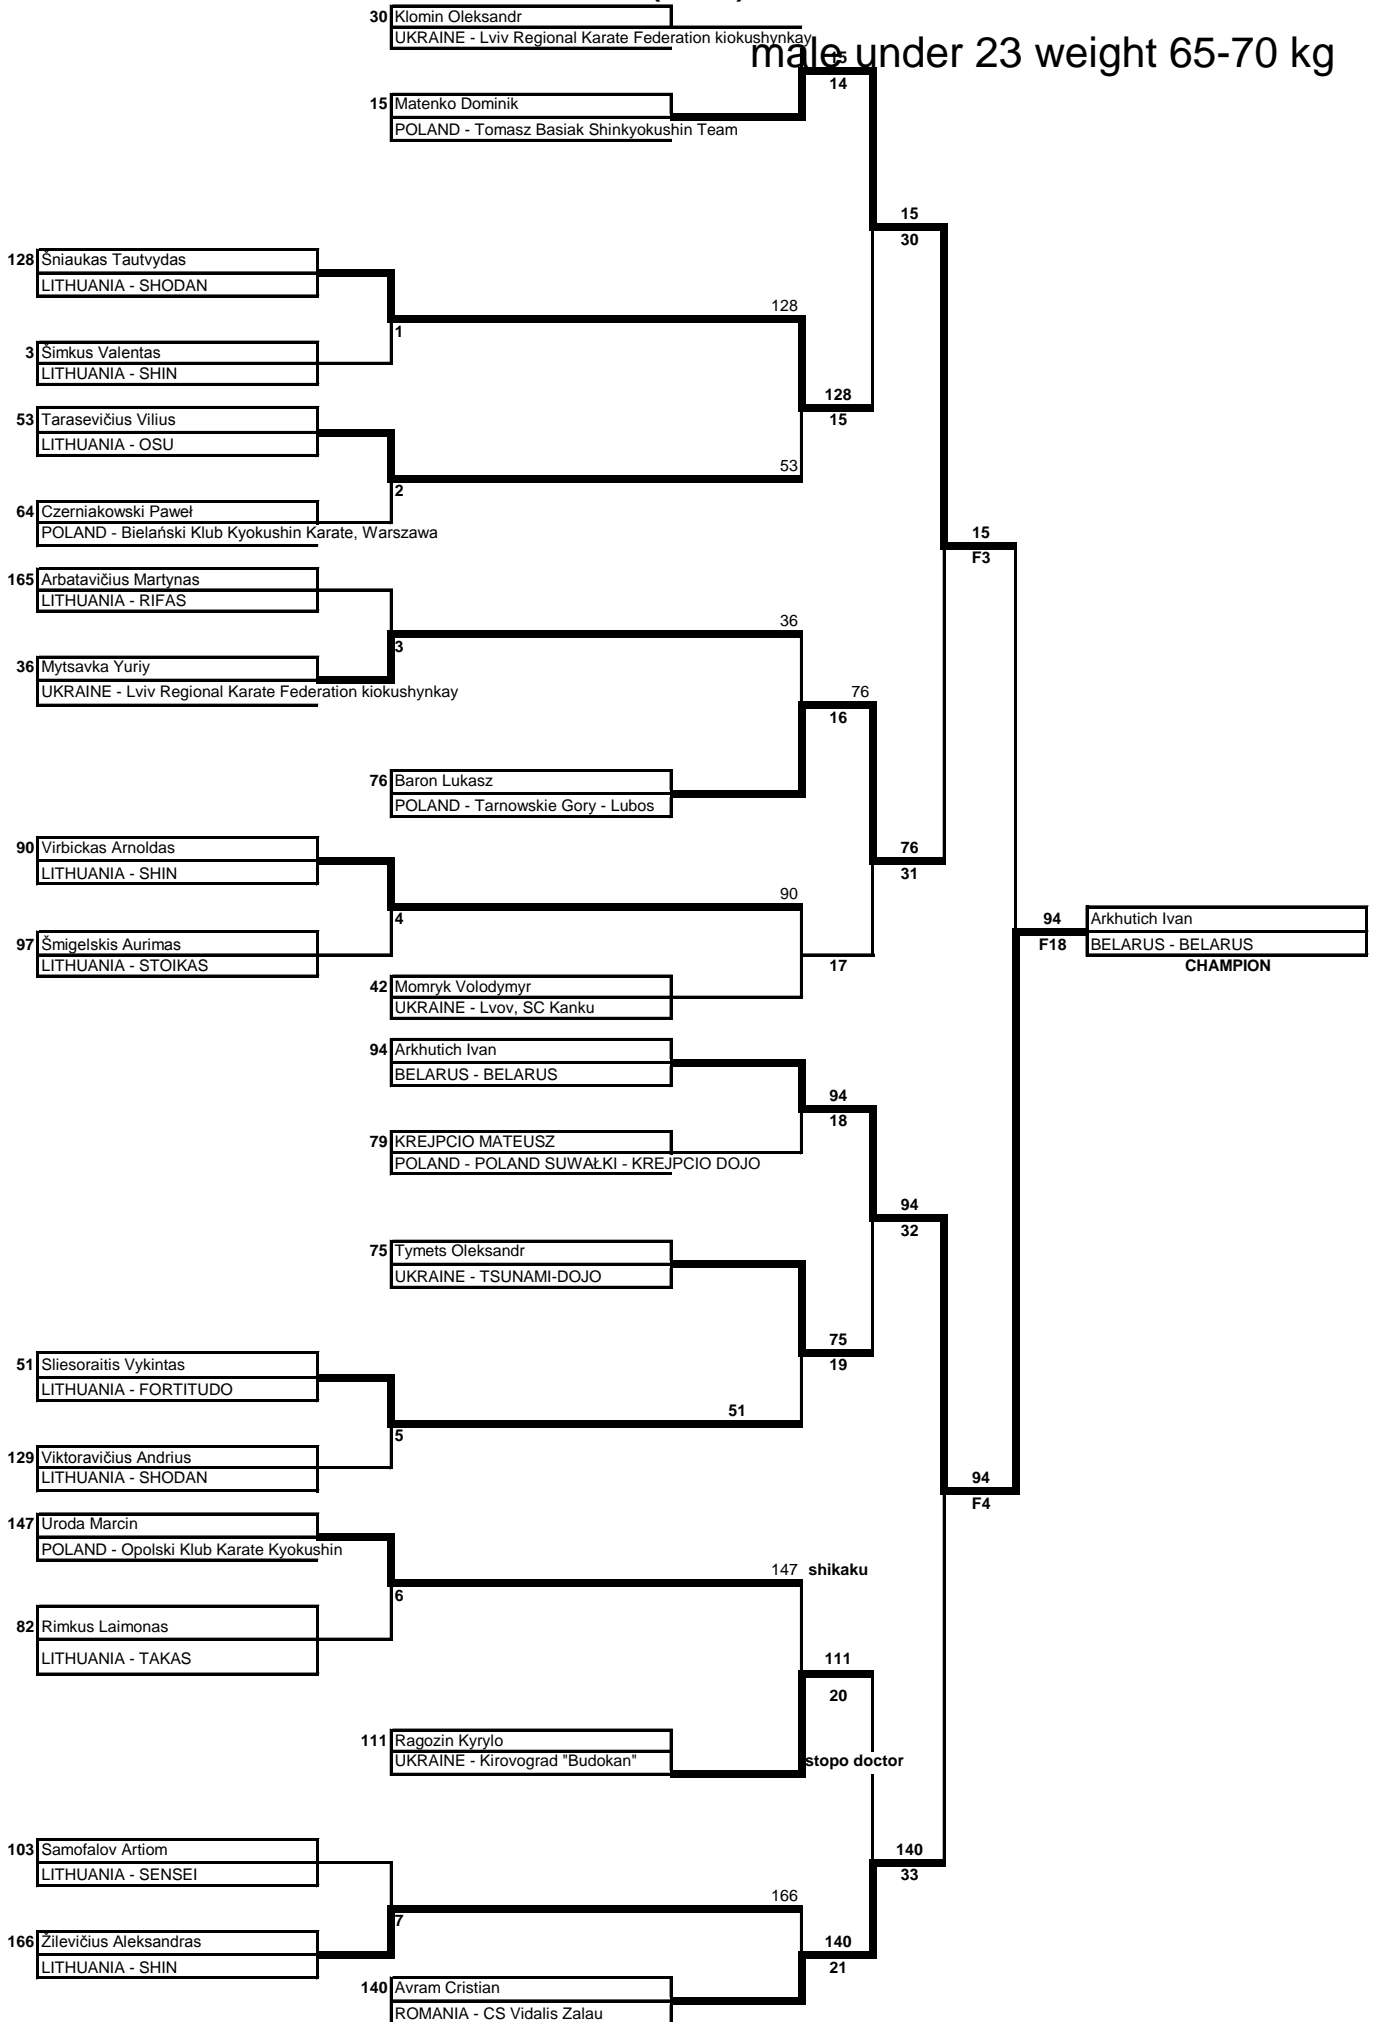 30 Klomin Oleksandr
UKRAINE - Lviv Regional Karate Federation kiokushynkay
male under 23 weight 65-70 kg
15
14
15 Matenko Dominik
POLAND - Tomasz Basiak Shinkyokushin Team
15
30
128 Šniaukas Tautvydas
LITHUANIA - SHODAN
128
1
3 Šimkus Valentas
LITHUANIA - SHIN
128
15
53 Tarasevičius Vilius
LITHUANIA - OSU
53
2
64 Czerniakowski Paweł
POLAND - Bielański Klub Kyokushin Karate, Warszawa
15
F3
165 Arbatavičius Martynas
LITHUANIA - RIFAS
36
3
36 Mytsavka Yuriy
UKRAINE - Lviv Regional Karate Federation kiokushynkay
76
16
76 Baron Lukasz
POLAND - Tarnowskie Gory - Lubos
90 Virbickas Arnoldas
LITHUANIA - SHIN
76
31
90
4
94 Arkhutich Ivan
F18 BELARUS - BELARUS
CHAMPION
97 Šmigelskis Aurimas
LITHUANIA - STOIKAS
17
42 Momryk Volodymyr
UKRAINE - Lvov, SC Kanku
94 Arkhutich Ivan
BELARUS - BELARUS
94
18
79 KREJPCIO MATEUSZ
POLAND - POLAND SUWAŁKI - KREJPCIO DOJO
94
32
75 Tymets Oleksandr
UKRAINE - TSUNAMI-DOJO
75
19
51 Sliesoraitis Vykintas
LITHUANIA - FORTITUDO
51
5
129 Viktoravičius Andrius
LITHUANIA - SHODAN
94
F4
147 Uroda Marcin
POLAND - Opolski Klub Karate Kyokushin
147 shikaku
6
82 Rimkus Laimonas
LITHUANIA - TAKAS
111
20
111 Ragozin Kyrylo
UKRAINE - Kirovograd "Budokan"
stopo doctor
103 Samofalov Artiom
LITHUANIA - SENSEI
140
33
166
7
166 Žilevičius Aleksandras
LITHUANIA - SHIN
140
21
140 Avram Cristian
ROMANIA - CS Vidalis Zalau